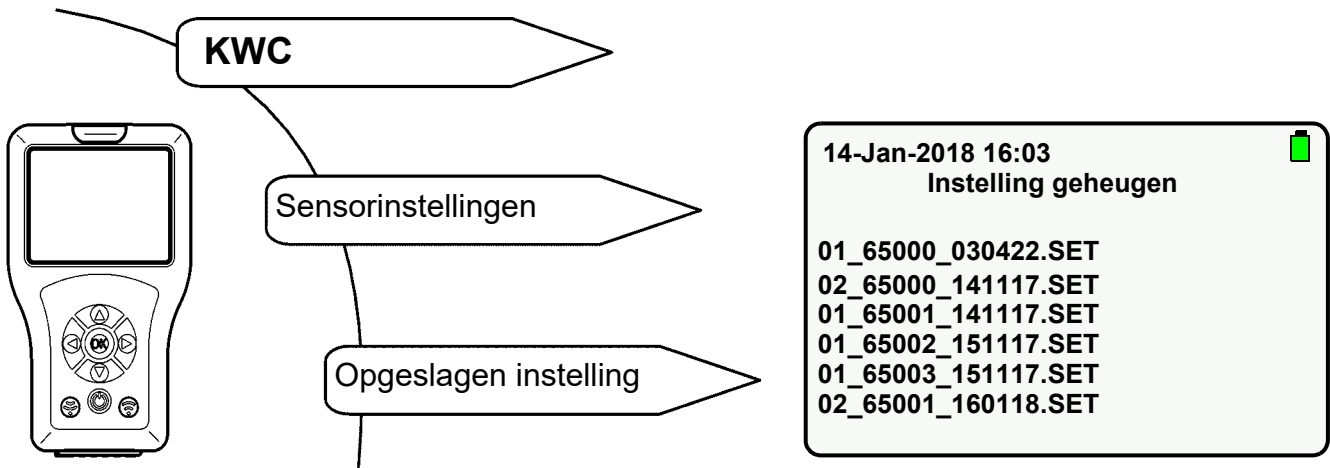 KWC
Sensorinstellingen
Opgeslagen instelling
OK
14-Jan-2018 16:03
Instelling geheugen
01_65000_030422.SET
02_65000_141117.SET
01_65001_141117.SET
01_65002_151117.SET
01_65003_151117.SET
02_65001_160118.SET